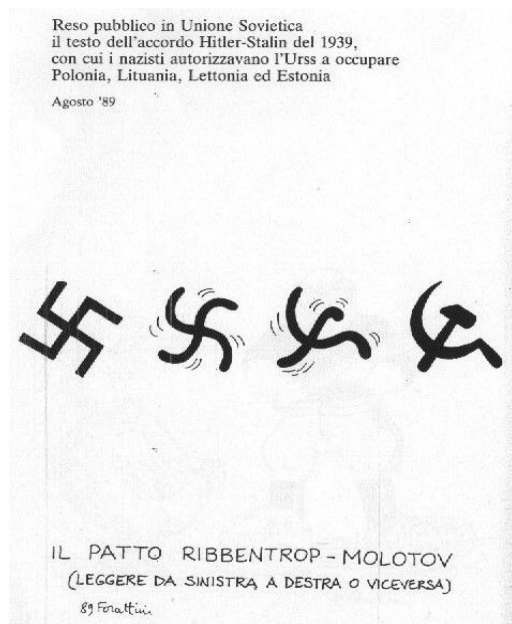 Reso pubblico in Unione Sovietica
il testo dell'accordo Hitler-Stalin del 1939,
con cui i nazisti autorizzavano l'Urss a occupare
Polonia, Lituania, Lettonia ed Estonia
Agosto '89
IL PATTO RIBBENTROP - MOLOTOV
(LEGGERE DA SINISTRA A DESTRA O VICEVERSA)
89 Forattini